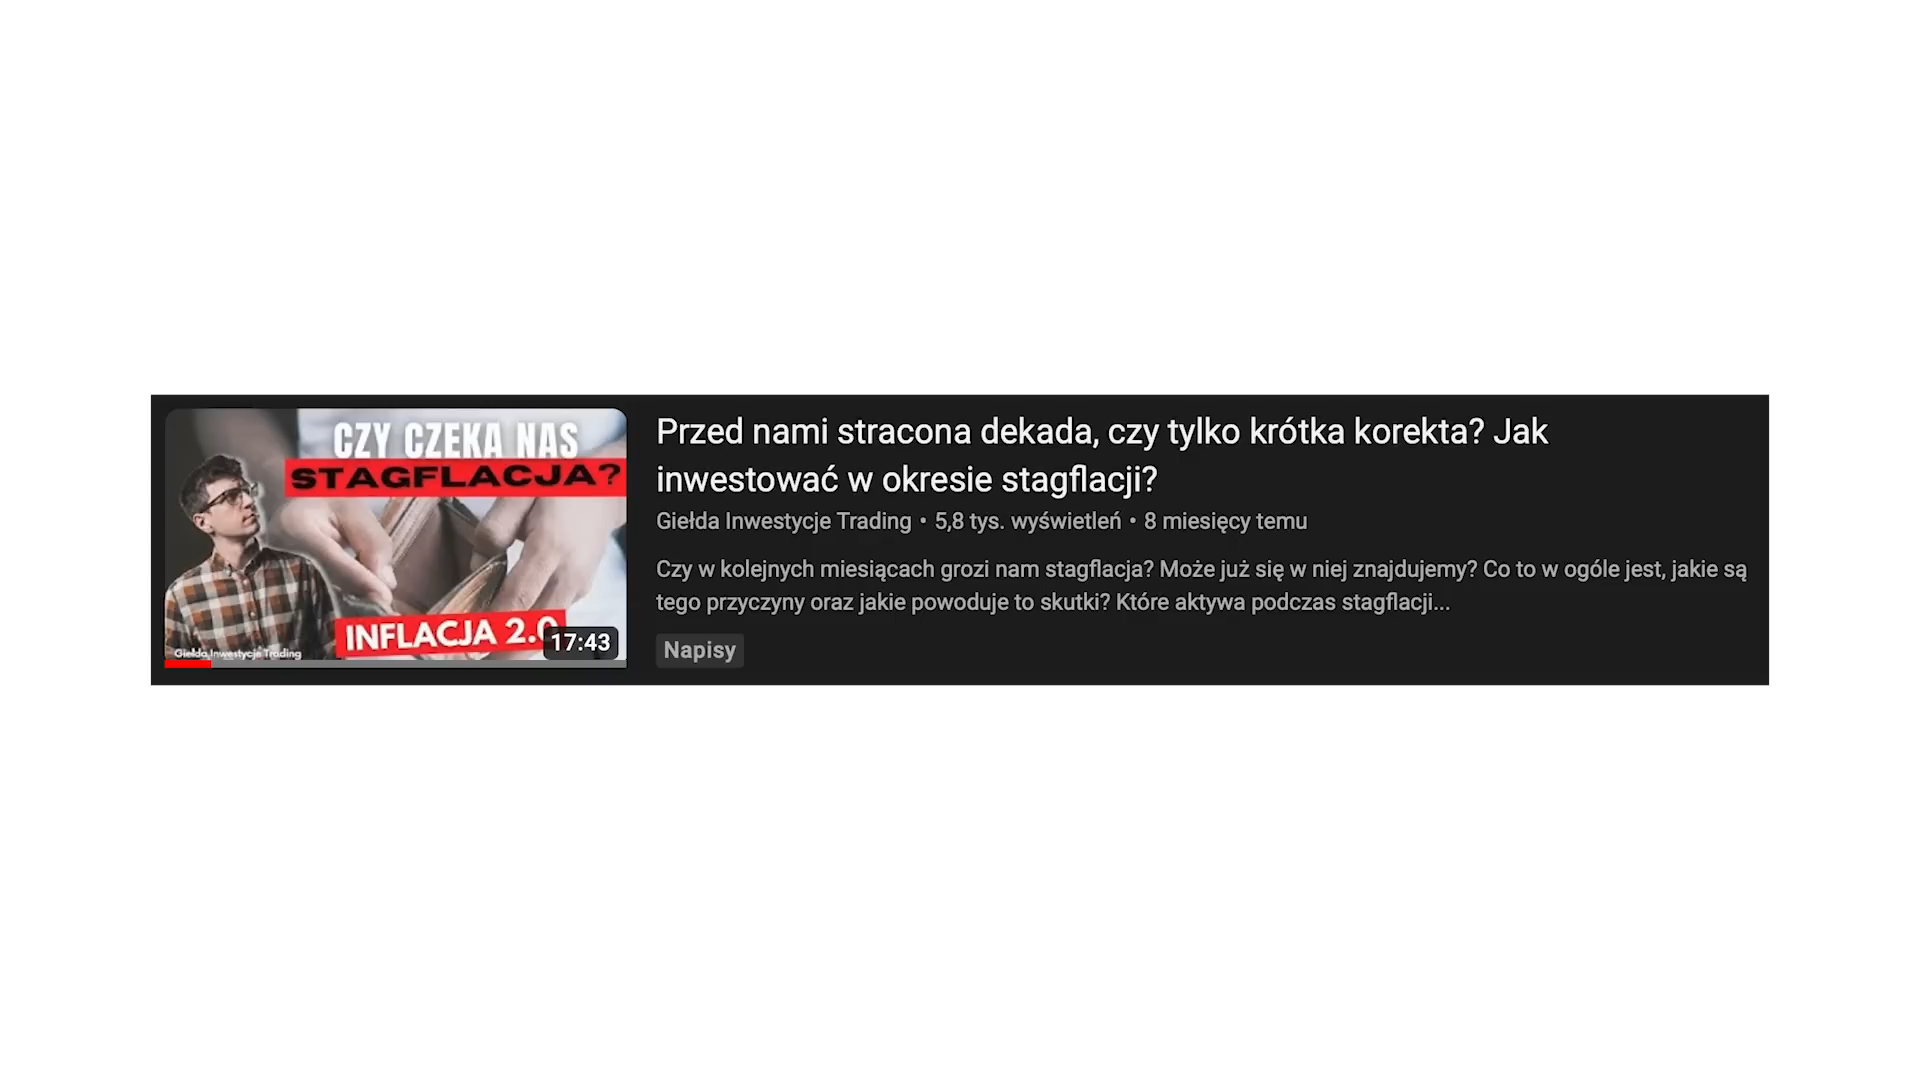 CZY CZEKA NAS
STAGFLACJA?
INFLACJA 2.0
17:43
Giełda Inwestycje Trading
Przed nami stracona dekada, czy tylko krótka korekta? Jak
inwestować w okresie stagflacji?
Giełda Inwestycje Trading • 5,8 tys. wyświetleń • 8 miesięcy temu
Czy w kolejnych miesiącach grozi nam stagflacja? Może już się w niej znajdujemy? Co to w ogóle jest, jakie są
tego przyczyny oraz jakie powoduje to skutki? Które aktywa podczas stagflacji...
Napisy